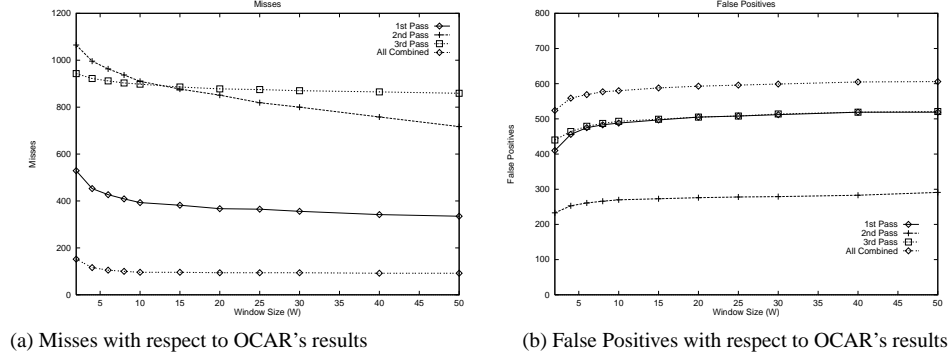 Misses
1200
1000
800
600
400
200
0
Misses
1st Pass
2nd Pass
3rd Pass
All Combined
5 10 15 20 25 30 35 40 45 50
Window Size (W)
(a) Misses with respect to OCAR's results
False Positives
800
700
600
500
400
300
200
100
0
False Positives
1st Pass
2nd Pass
3rd Pass
All Combined
5 10 15 20 25 30 35 40 45 50
Window Size (W)
(b) False Positives with respect to OCAR's results